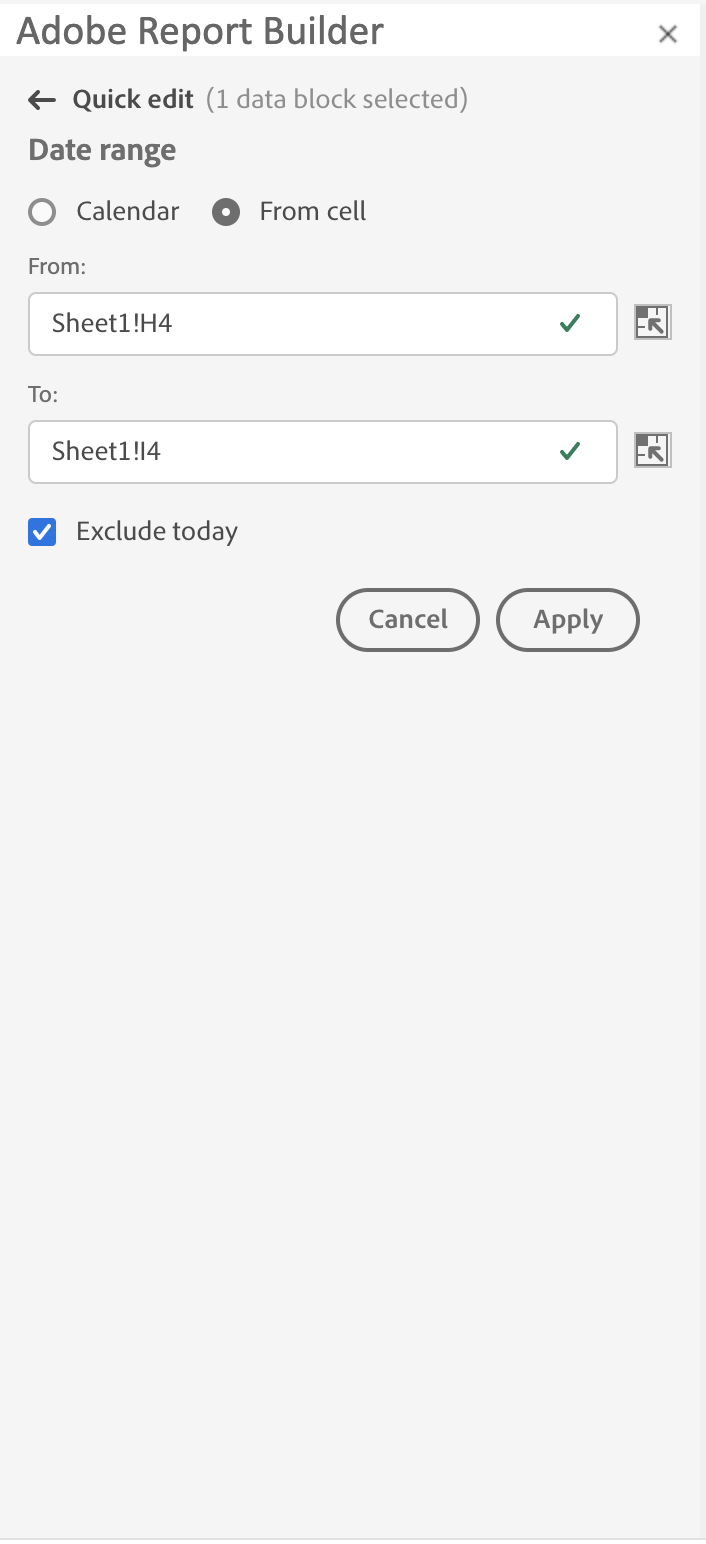 Adobe Report Builder
Quick edit (1 data block selected)
Date range
Calendar From cell
From:
Sheet1!H4
To:
Sheet1!I4
Exclude today
Cancel Apply